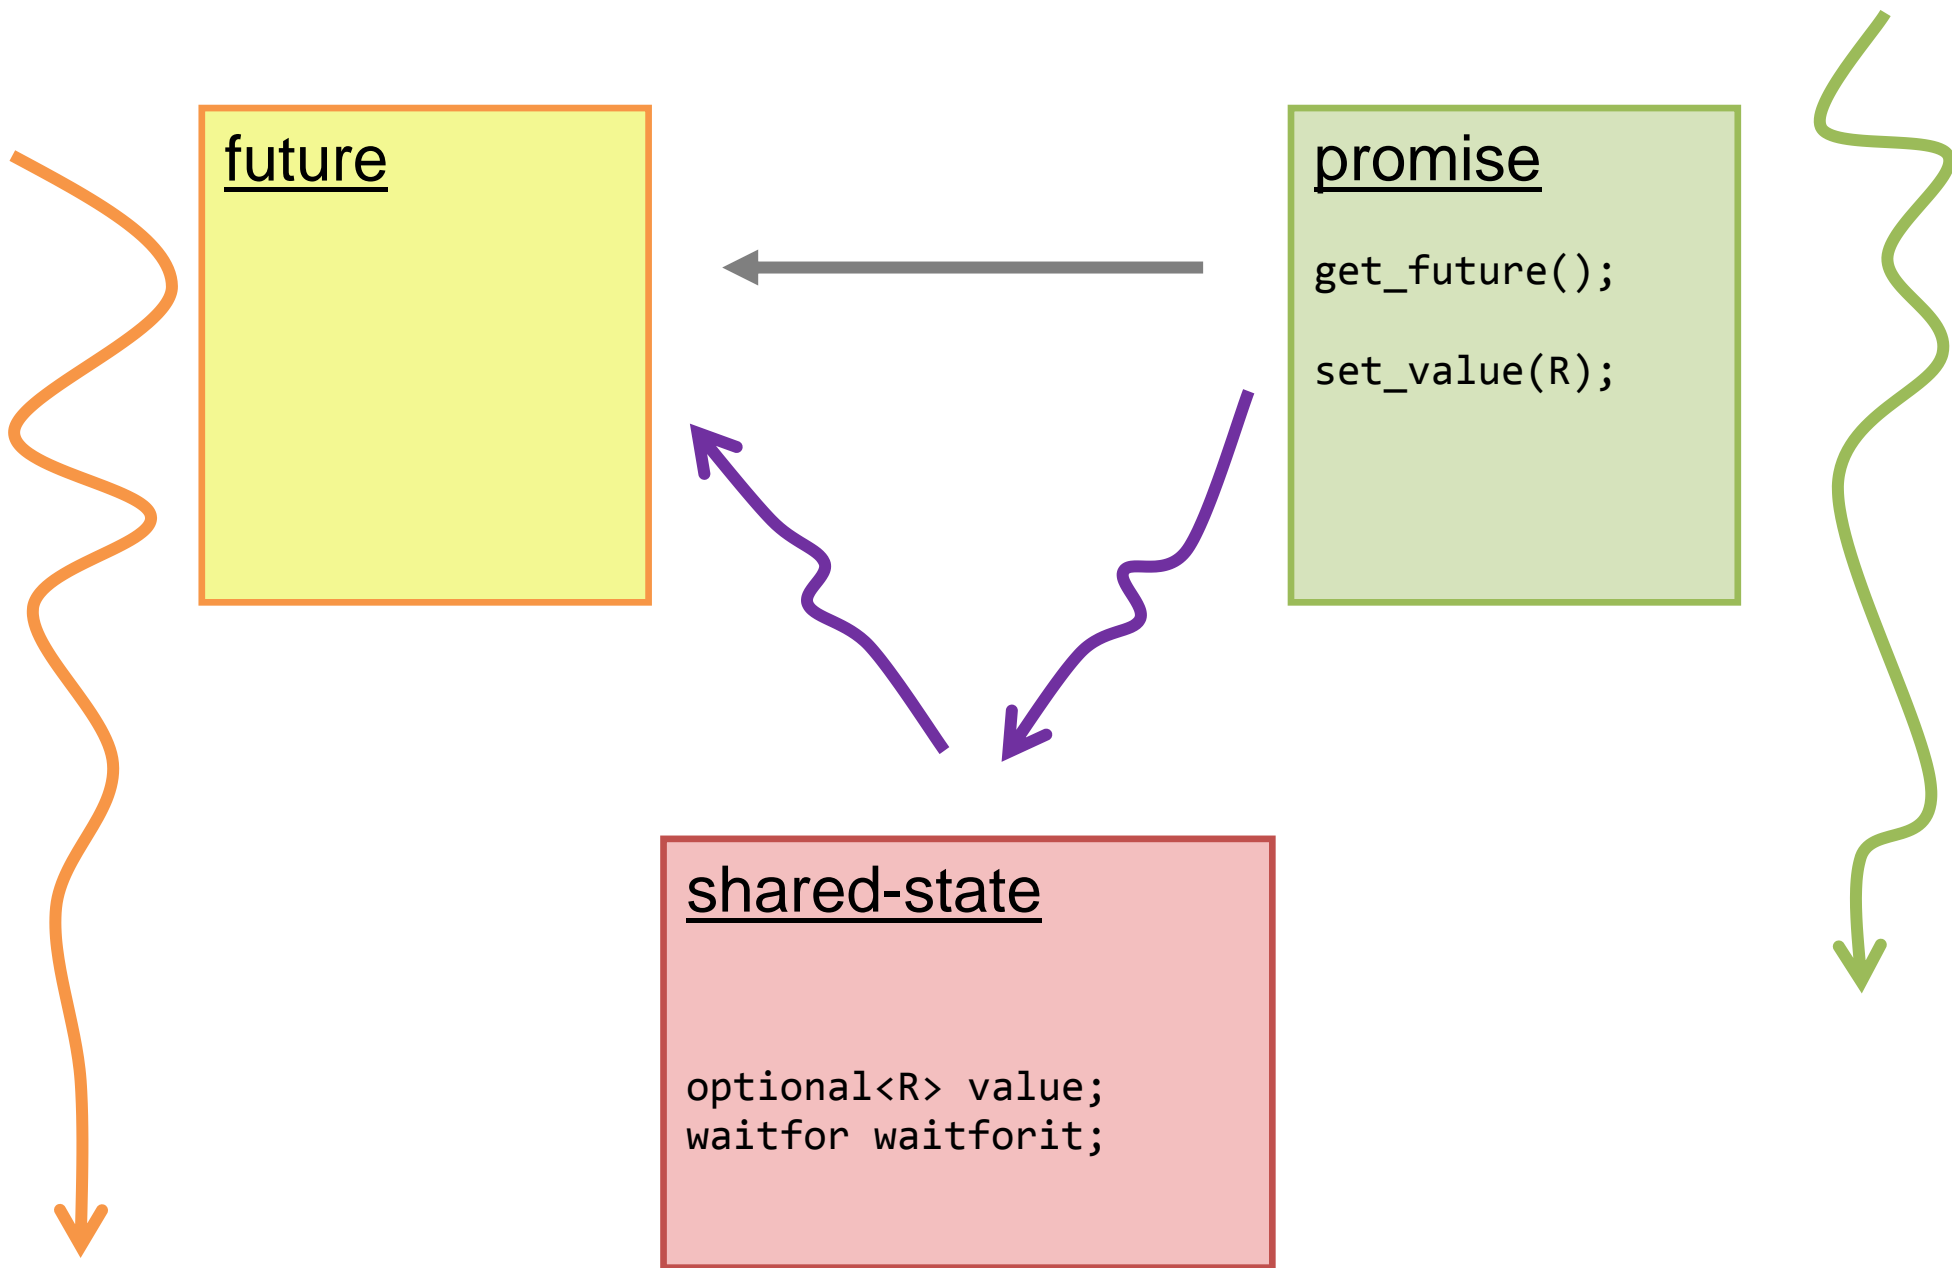 future
promise
get_future();
set_value(R);
shared-state
optional<R> value;
waitfor waitforit;